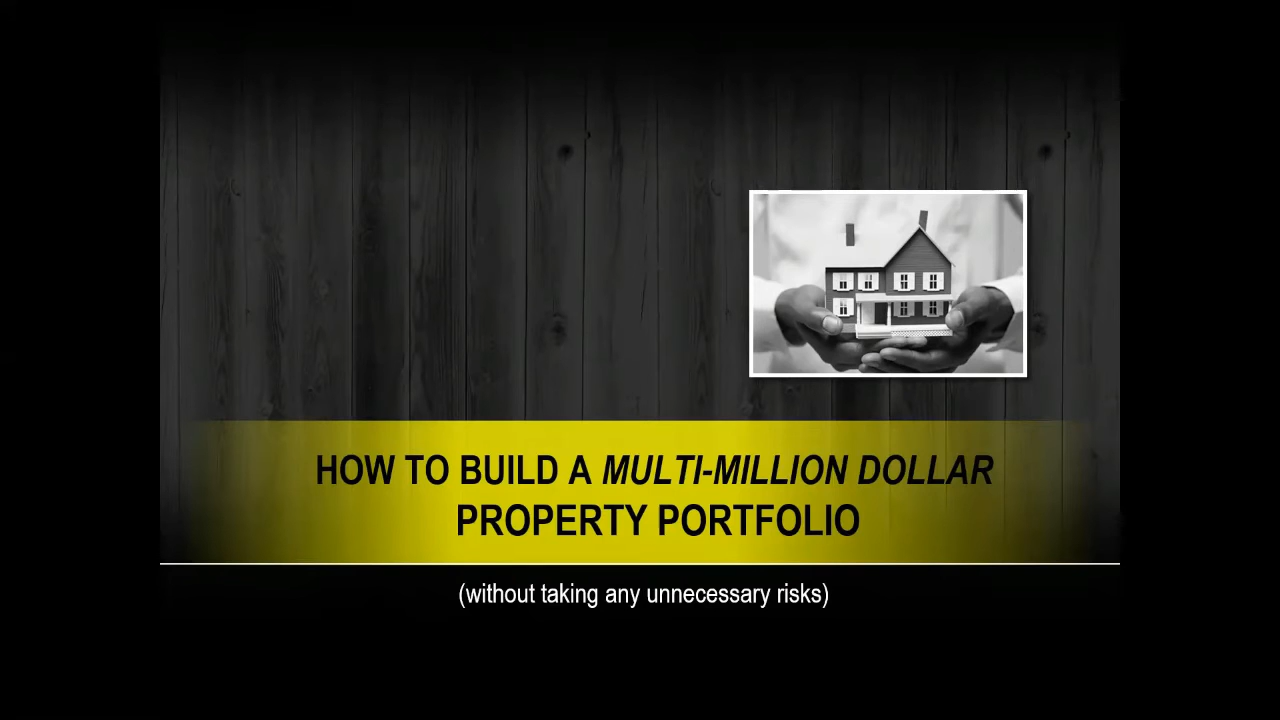 HOW TO BUILD A MULTI-MILLION DOLLAR
PROPERTY PORTFOLIO
(without taking any unnecessary risks)